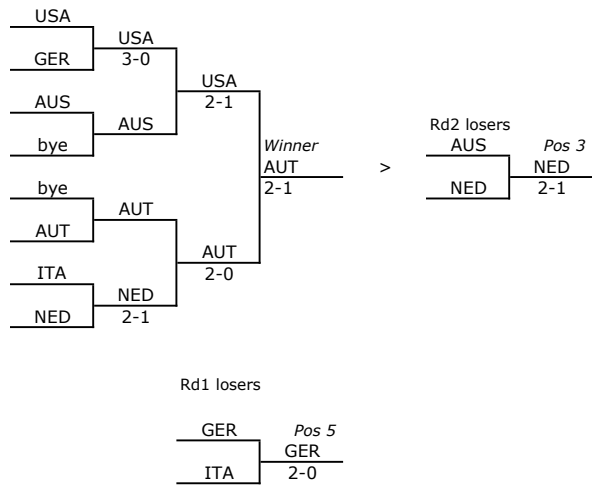 USA
USA
GER
3-0
USA
AUS
2-1
AUS
bye
Winner
AUT
2-1
bye
AUT
AUT
AUT
2-0
ITA
NED
NED
2-1
>
Rd2 losers
AUS
Pos 3
NED
NED
2-1
Rd1 losers
GER
Pos 5
GER
ITA
2-0